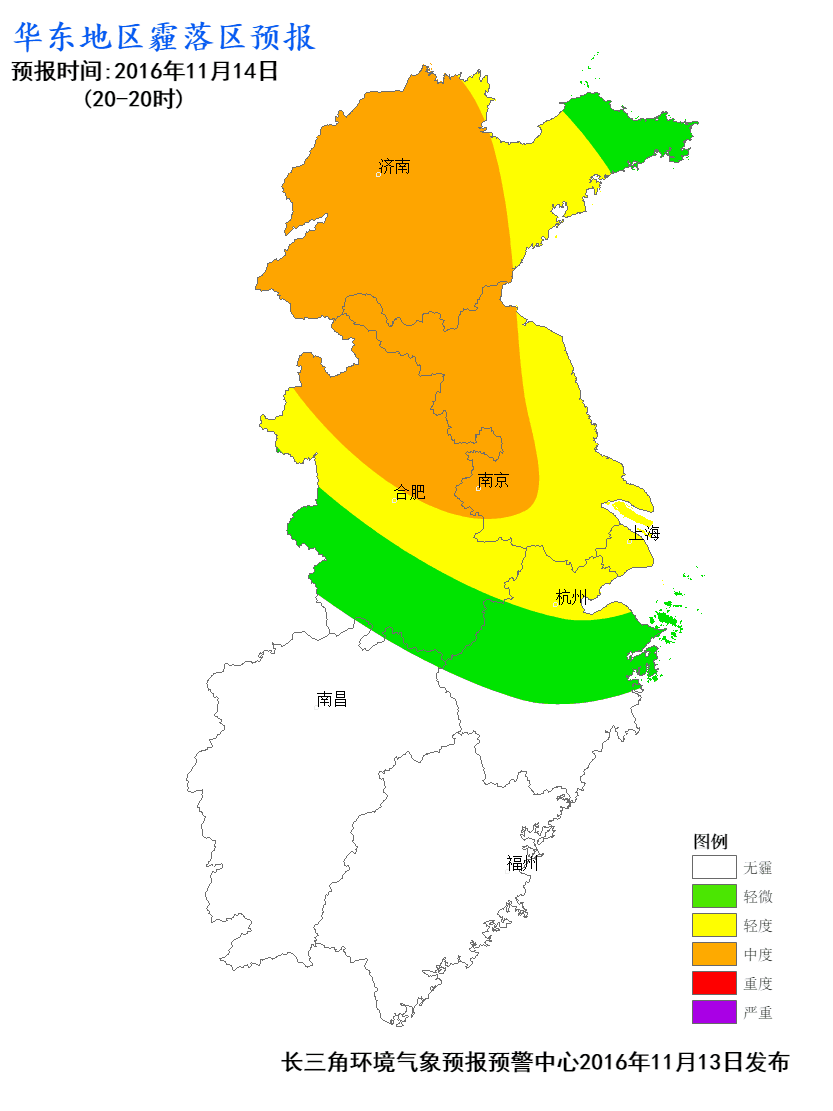 华东地区霾落区预报
预报时间:2016年11月14日
(20-20时)
济南
南京
合肥
上海
杭州
南昌
福州
图例
无霾
轻微
轻度
中度
重度
严重
长三角环境气象预报预警中心2016年11月13日发布